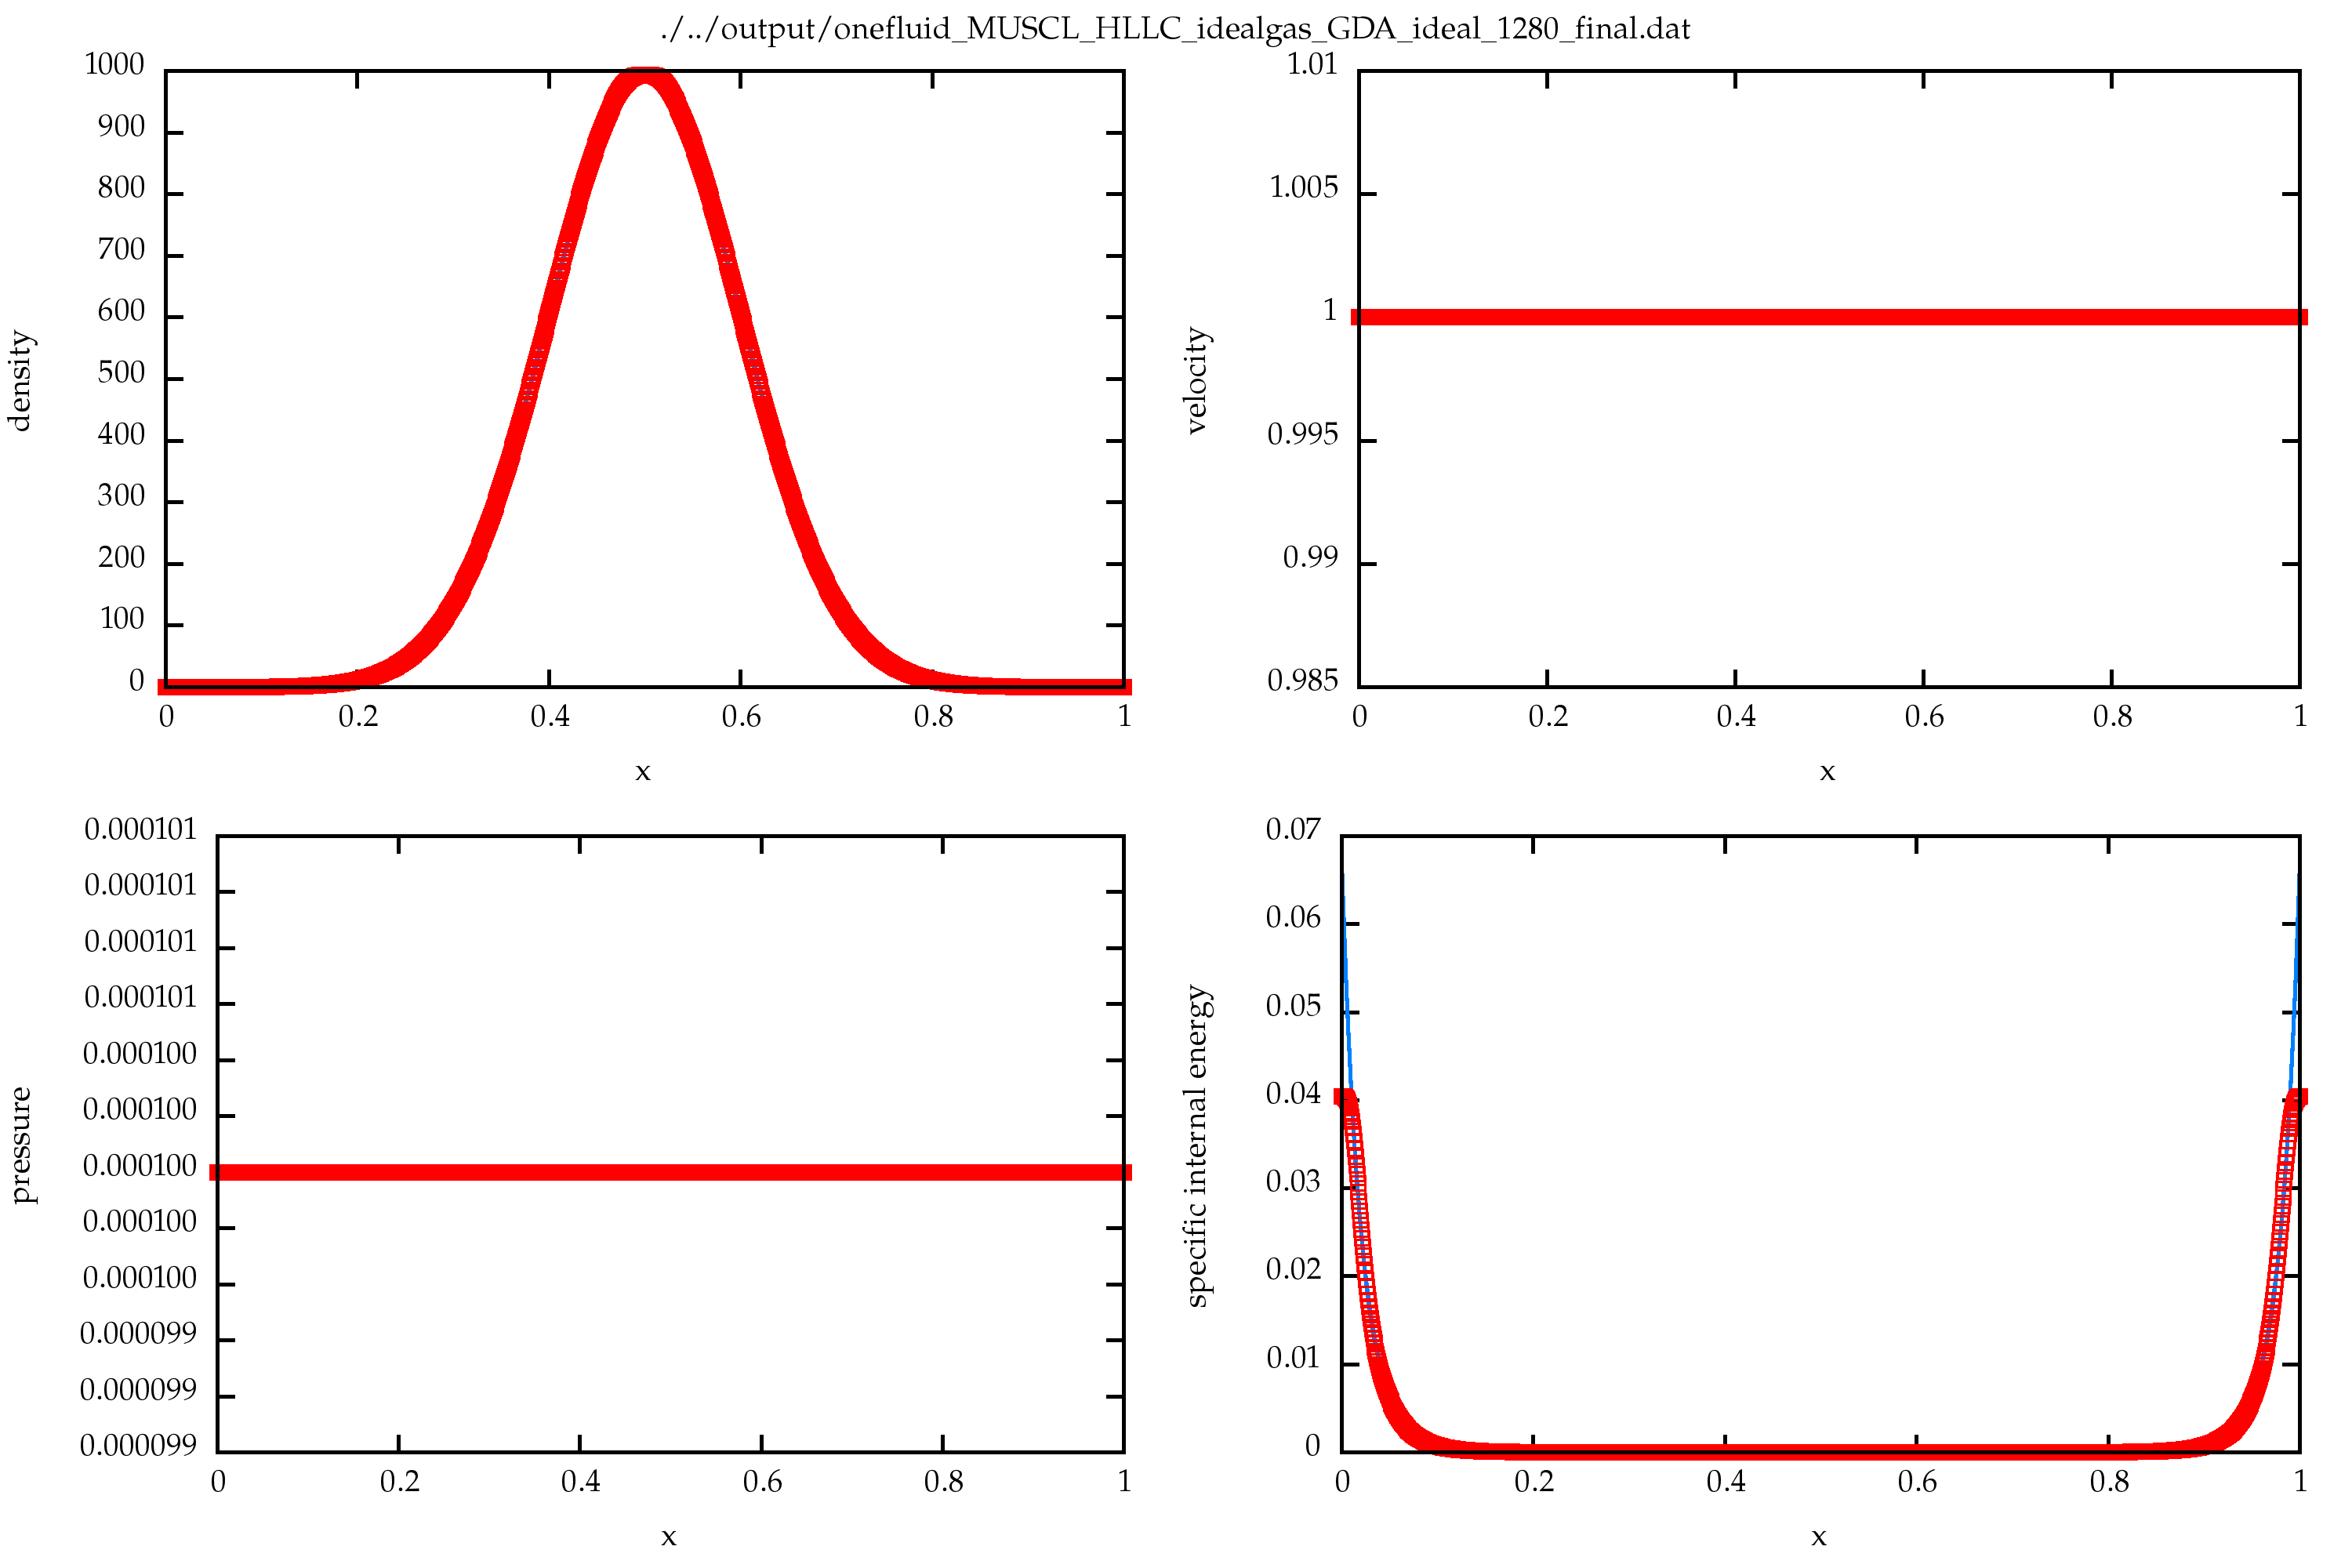 ./../output/onefluid_MUSCL_HLLC_idealgas_GDA_ideal_1280_final.dat
1000
900
800
700
600
500
400
300
200
100
0
density
0 0.2 0.4 0.6 0.8 1
x
1.01
1.005
1
0.995
0.99
0.985
velocity
0 0.2 0.4 0.6 0.8 1
x
0.000101
0.000101
0.000101
0.000101
0.000100
0.000100
0.000100
0.000100
0.000100
0.000099
0.000099
0.000099
pressure
0 0.2 0.4 0.6 0.8 1
x
0.07
0.06
0.05
0.04
0.03
0.02
0.01
0
specific internal energy
0 0.2 0.4 0.6 0.8 1
x